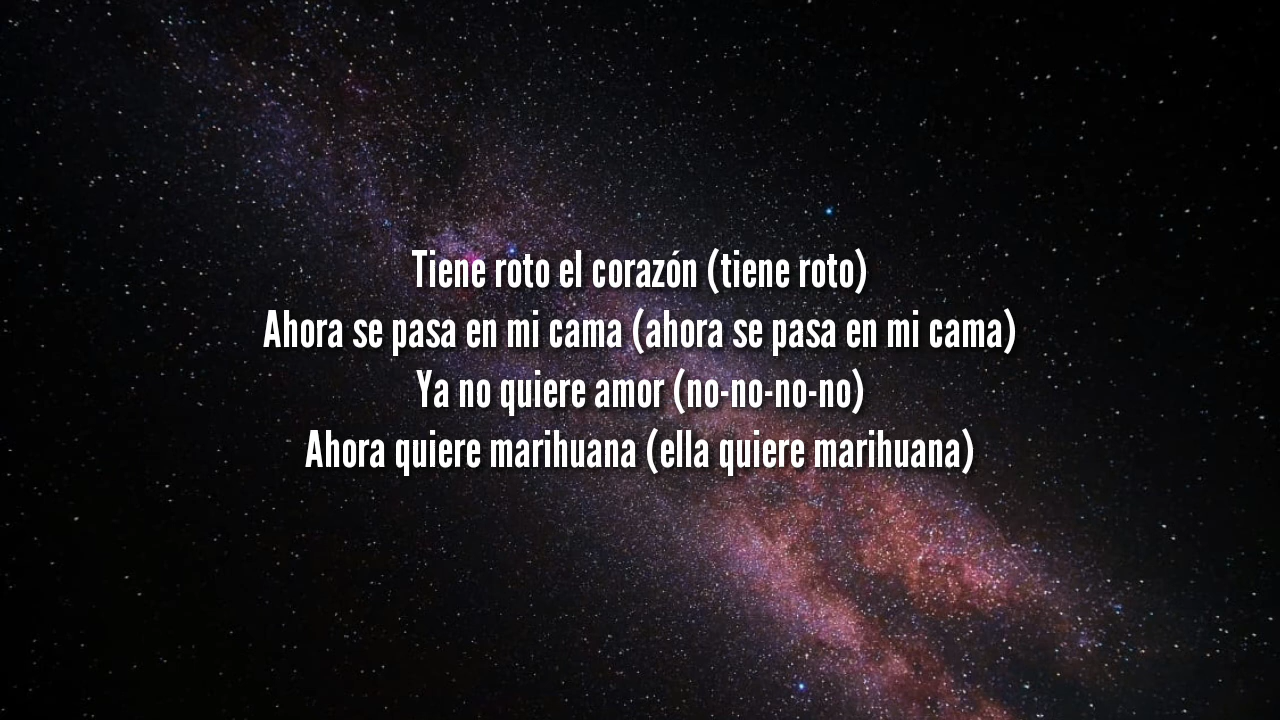 Tiene roto el corazón (tiene roto)
Ahora se pasa en mi cama (ahora se pasa en mi cama)
Ya no quiere amor (no-no-no-no)
Ahora quiere marihuana (ella quiere marihuana)